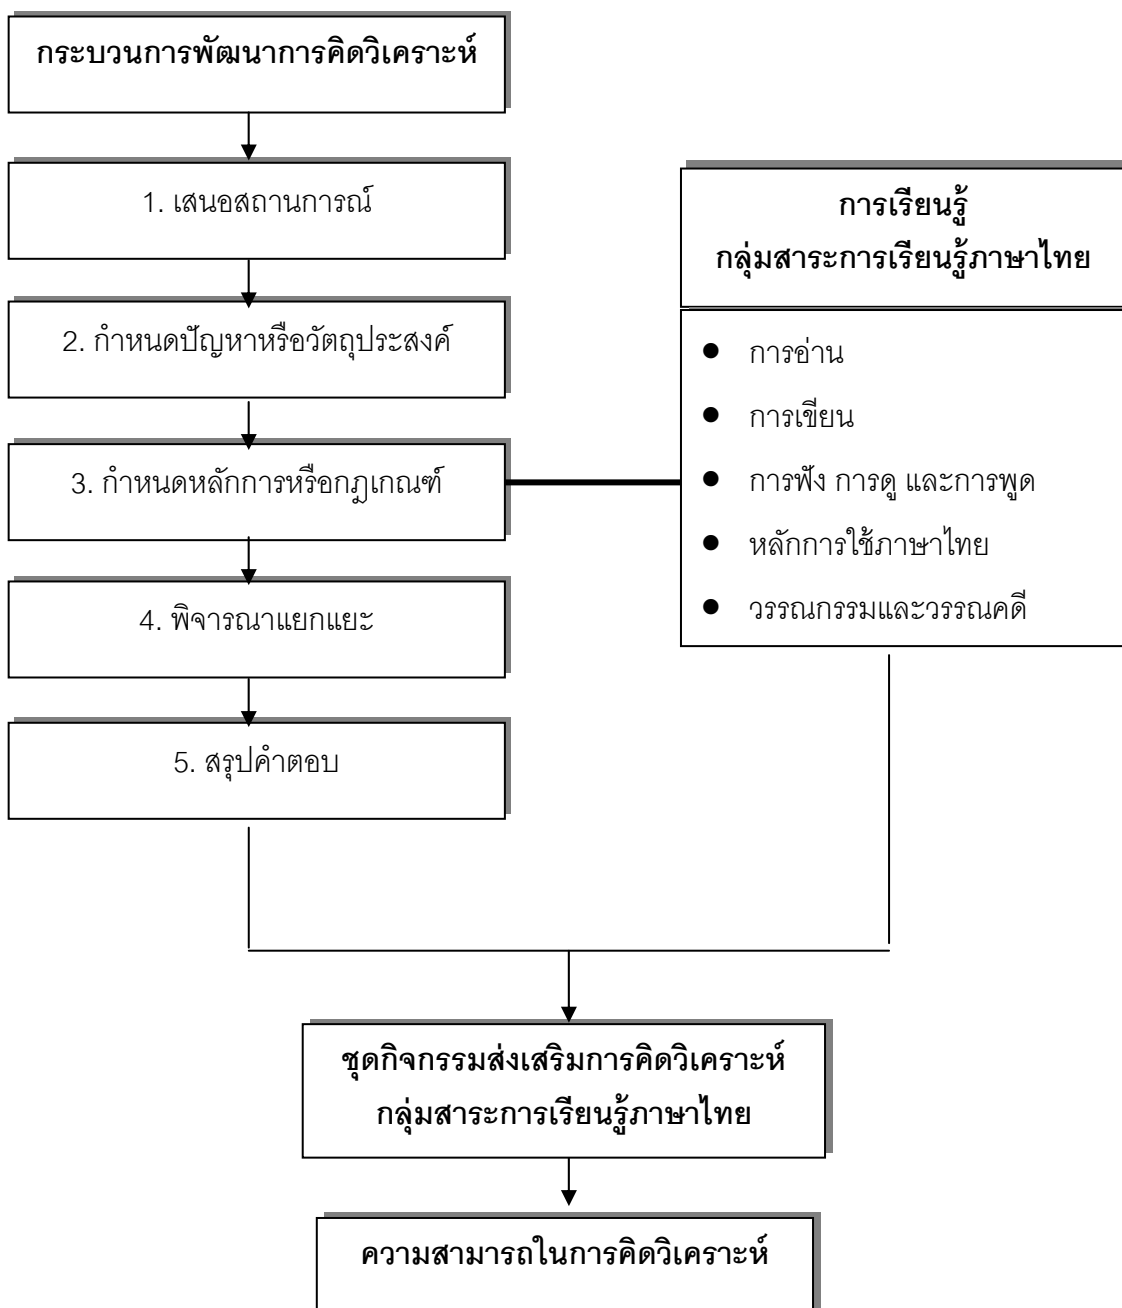 กระบวนการพัฒนาการคิดวิเคราะห์
1. เสนอสถานการณ์
2. กำหนดปัญหาหรือวัตถุประสงค์
3. กำหนดหลักการหรือกฎเกณฑ์
4. พิจารณาแยกแยะ
5. สรุปคำตอบ
การเรียนรู้
กลุ่มสาระการเรียนรู้ภาษาไทย
● การอ่าน
● การเขียน
● การฟัง การดู และการพูด
● หลักการใช้ภาษาไทย
● วรรณกรรมและวรรณคดี
ชุดกิจกรรมส่งเสริมการคิดวิเคราะห์
กลุ่มสาระการเรียนรู้ภาษาไทย
ความสามารถในการคิดวิเคราะห์